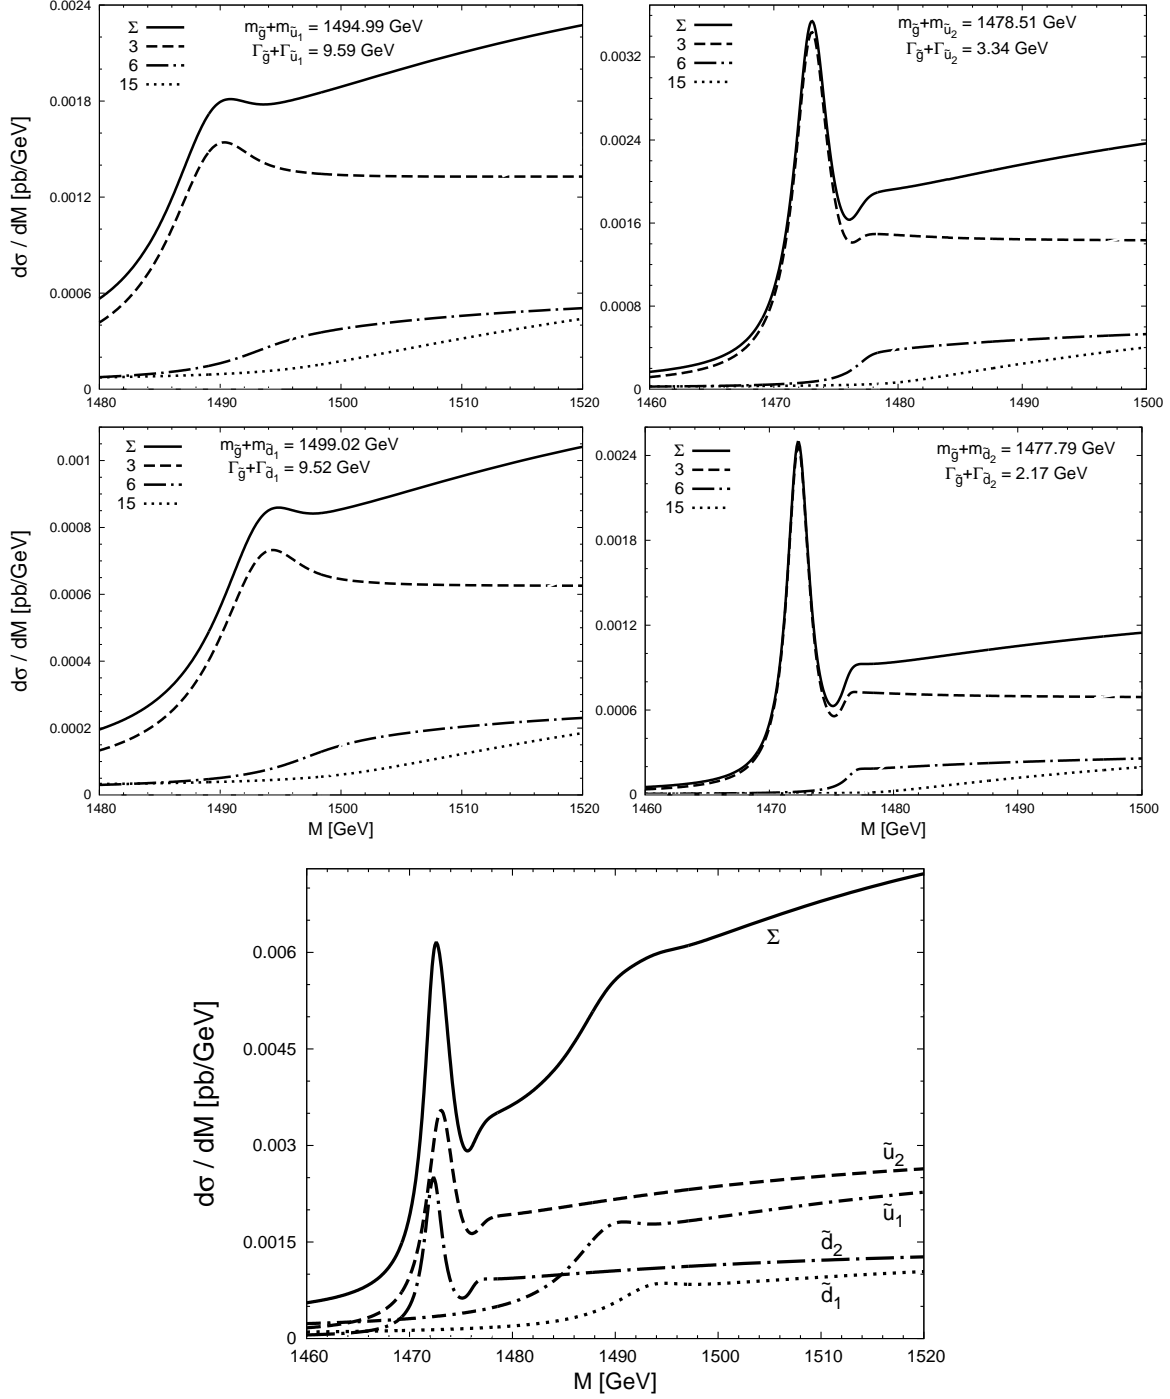 0.0024
0.0018
0.0012
0.0006
0
dσ / dM [pb/GeV]
Σ
3
6
15
m_g̃+m_ũ₁ = 1494.99 GeV
Γ_g̃+Γ_ũ₁ = 9.59 GeV
1480 1490 1500 1510 1520
0.0032
0.0024
0.0016
0.0008
0
Σ
3
6
15
m_g̃+m_ũ₂ = 1478.51 GeV
Γ_g̃+Γ_ũ₂ = 3.34 GeV
1460 1470 1480 1490 1500
0.001
0.0008
0.0006
0.0004
0.0002
0
dσ / dM [pb/GeV]
Σ
3
6
15
m_g̃+m_d̃₁ = 1499.02 GeV
Γ_g̃+Γ_d̃₁ = 9.52 GeV
1480 1490 1500 1510 1520
M [GeV]
0.0024
0.0018
0.0012
0.0006
0
Σ
3
6
15
m_g̃+m_d̃₂ = 1477.79 GeV
Γ_g̃+Γ_d̃₂ = 2.17 GeV
1460 1470 1480 1490 1500
M [GeV]
0.006
0.0045
0.003
0.0015
0
dσ / dM [pb/GeV]
Σ
ũ₂
ũ₁
d̃₂
d̃₁
1460 1470 1480 1490 1500 1510 1520
M [GeV]